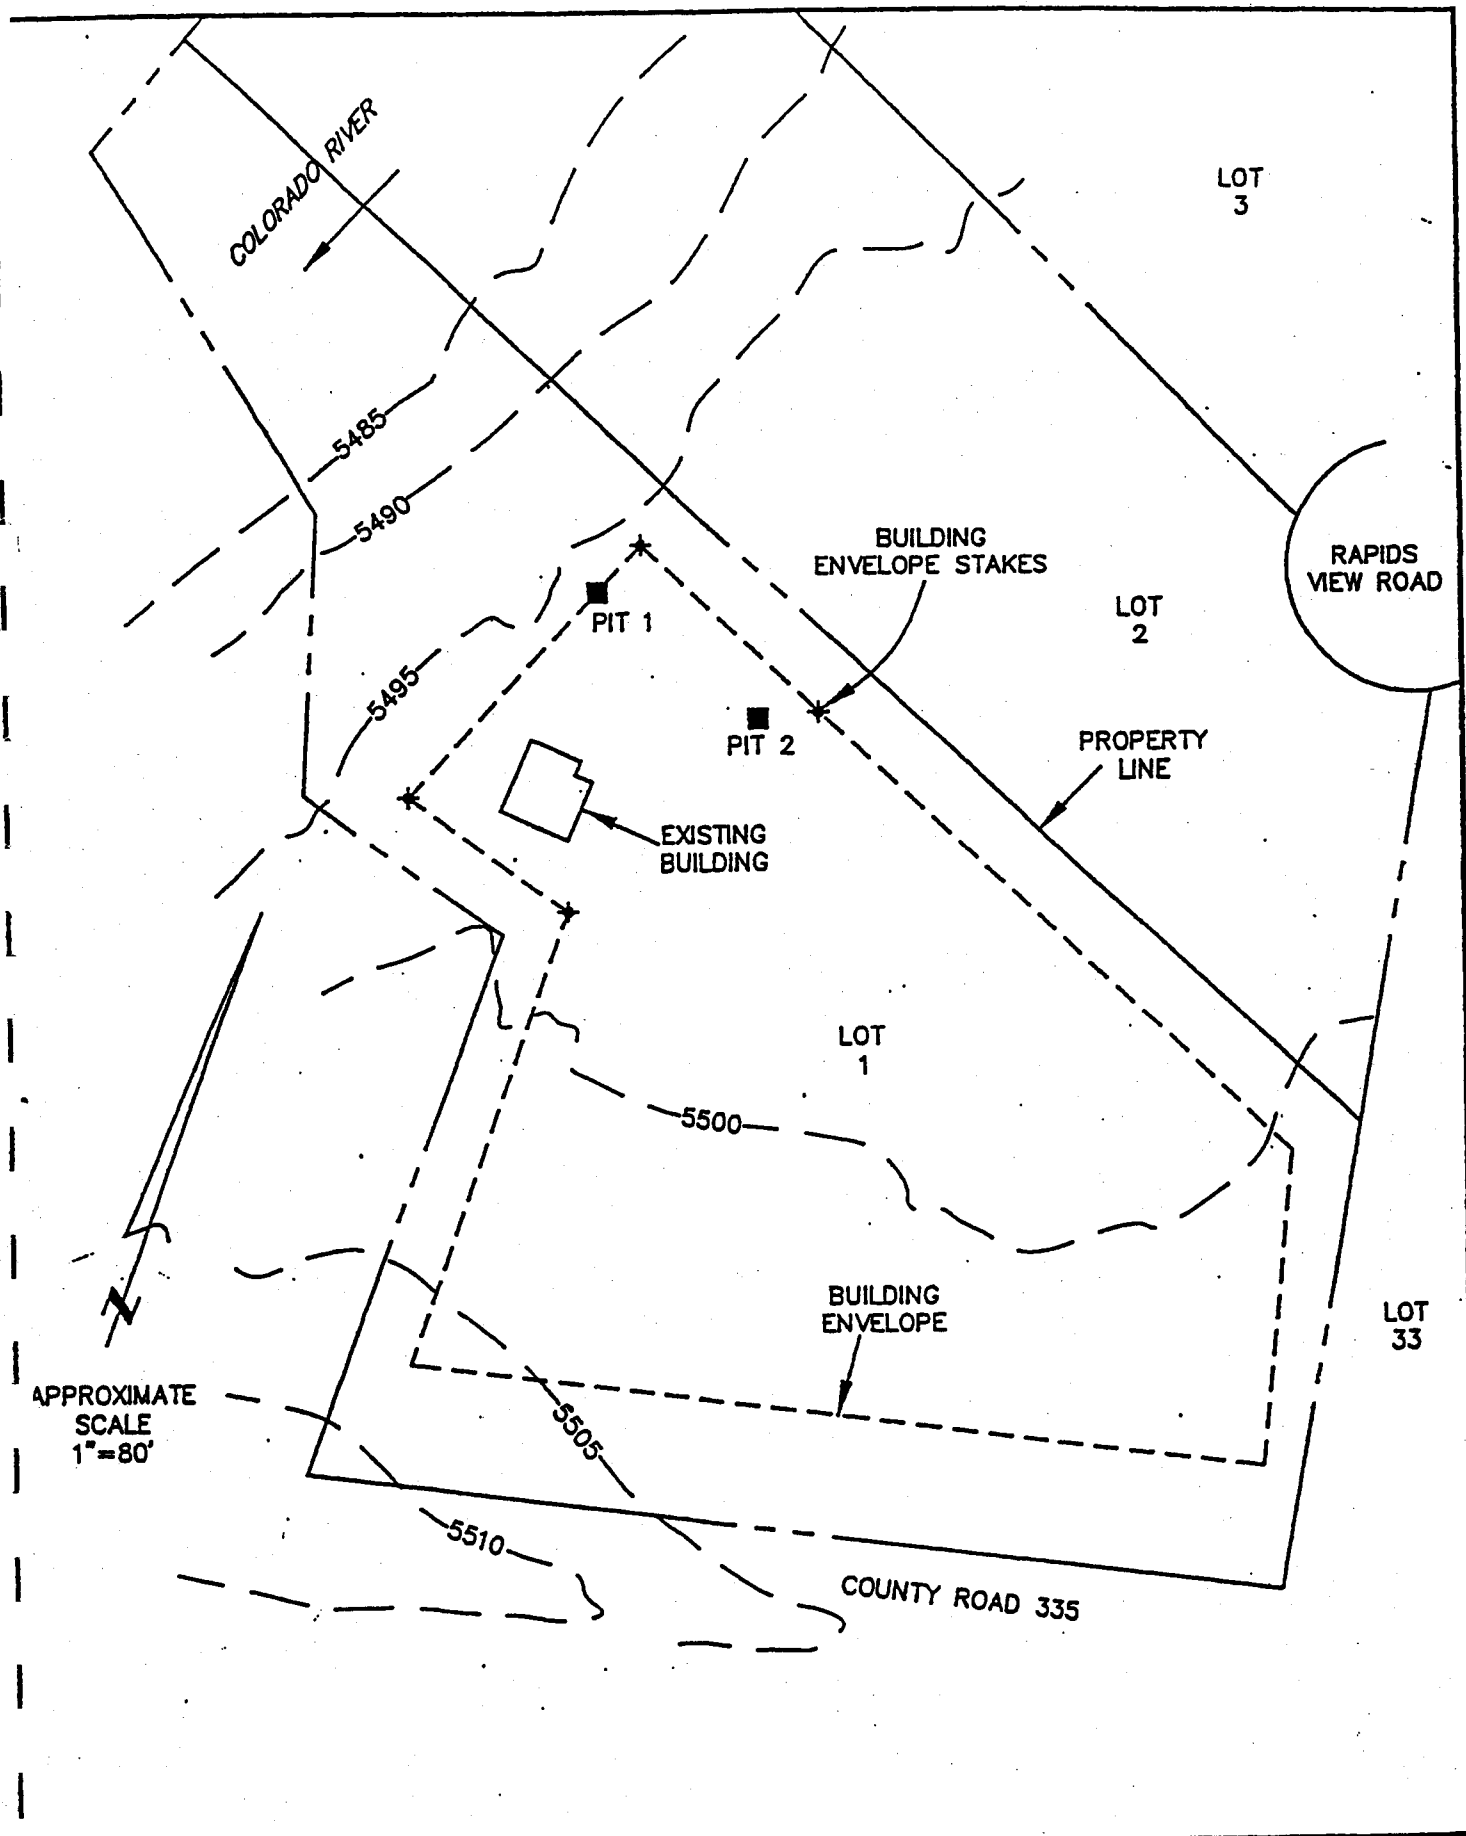 COLORADO RIVER
LOT
3
5485
5490
BUILDING
ENVELOPE STAKES
RAPIDS
VIEW ROAD
LOT
2
PIT 1
5495
PIT 2
PROPERTY
LINE
EXISTING
BUILDING
LOT
1
5500
BUILDING
ENVELOPE
LOT
33
N
APPROXIMATE
SCALE
1"=80'
5505
5510
COUNTY ROAD 335